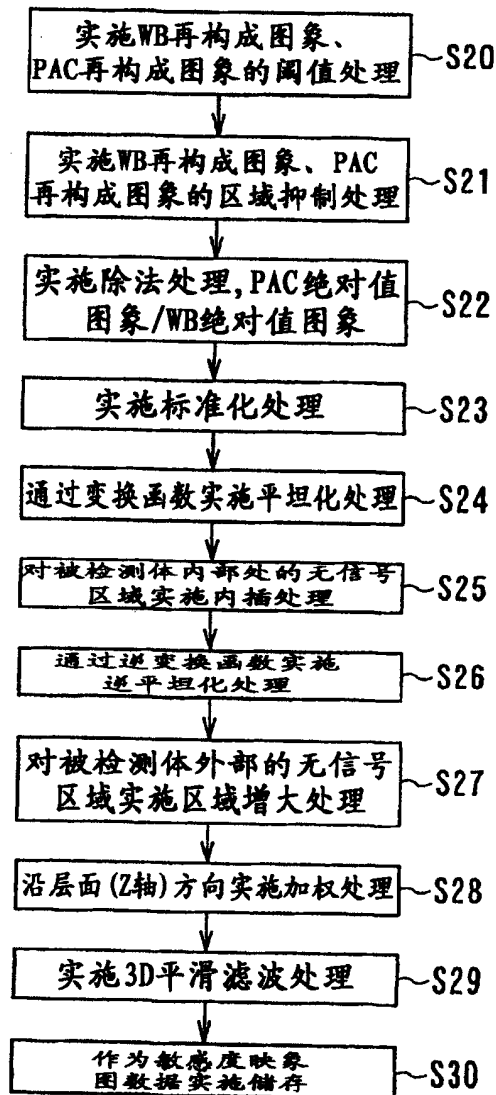 实施WB再构成图象、
PAC再构成图象的阈值处理
S20
实施WB再构成图象、PAC
再构成图象的区域抑制处理
S21
实施除法处理,PAC绝对值
图象/WB绝对值图象
S22
实施标准化处理
S23
通过变换函数实施平坦化处理
S24
对被检测体内部处的无信号
区域实施内插处理
S25
通过逆变换函数实施
逆平坦化处理
S26
对被检测体外部的无信号
区域实施区域增大处理
S27
沿层面(Z轴)方向实施加权处理
S28
实施3D平滑滤波处理
S29
作为敏感度映象
图数据实施储存
S30